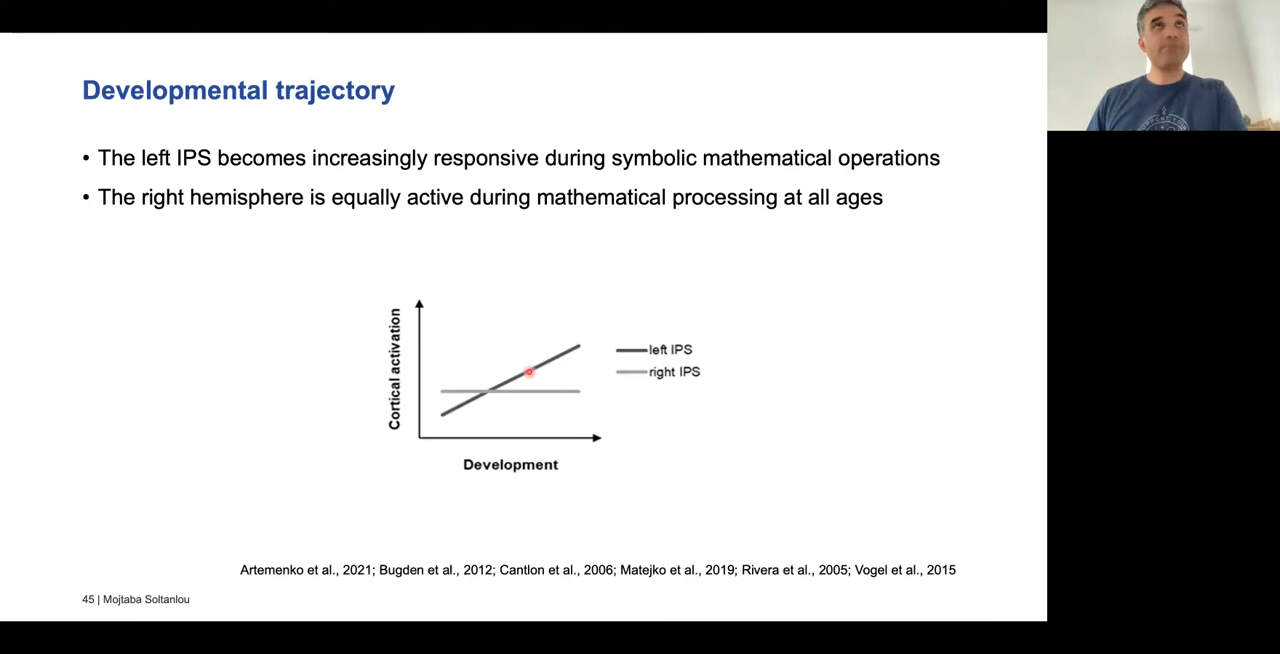 Developmental trajectory
• The left IPS becomes increasingly responsive during symbolic mathematical operations
• The right hemisphere is equally active during mathematical processing at all ages
Cortical activation
left IPS
right IPS
Development
Artemenko et al., 2021; Bugden et al., 2012; Cantlon et al., 2006; Matejko et al., 2019; Rivera et al., 2005; Vogel et al., 2015
45 | Mojtaba Soltanlou